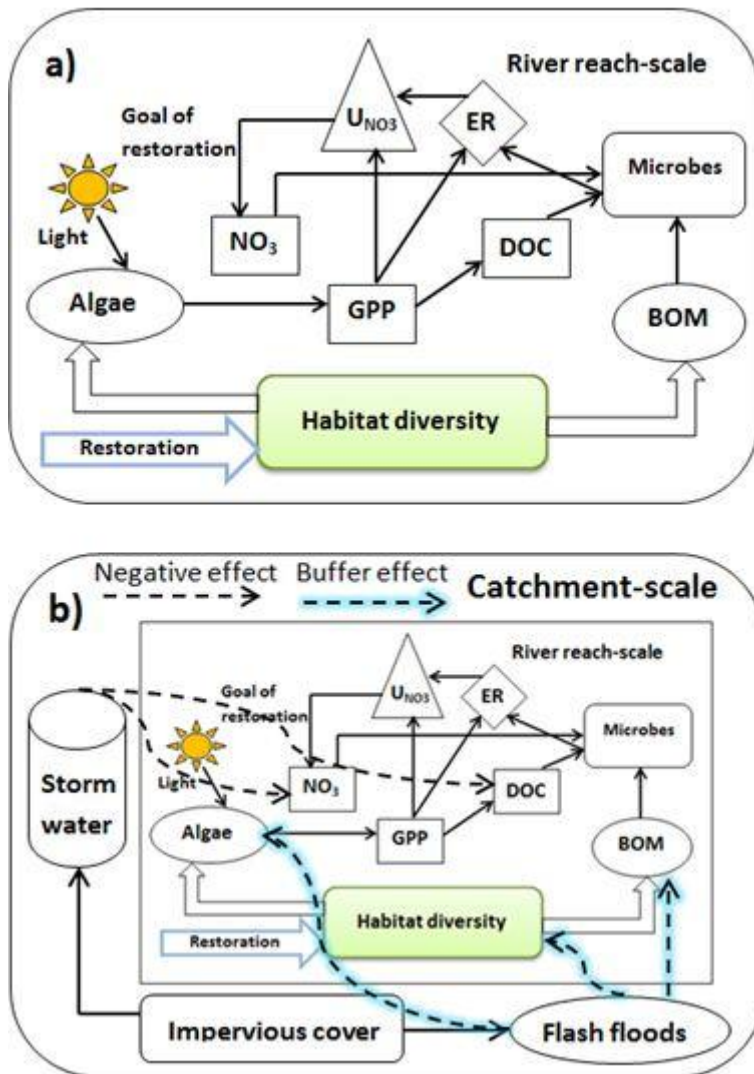 a)
River reach-scale
Goal of
restoration
U_NO3
ER
Microbes
Light
NO₃
DOC
Algae
GPP
BOM
Habitat diversity
Restoration
Negative effect
Buffer effect
b)
Catchment-scale
River reach-scale
Goal of
restoration
U_NO3
ER
Microbes
Storm
water
Light
NO₃
DOC
Algae
GPP
BOM
Habitat diversity
Restoration
Impervious cover
Flash floods